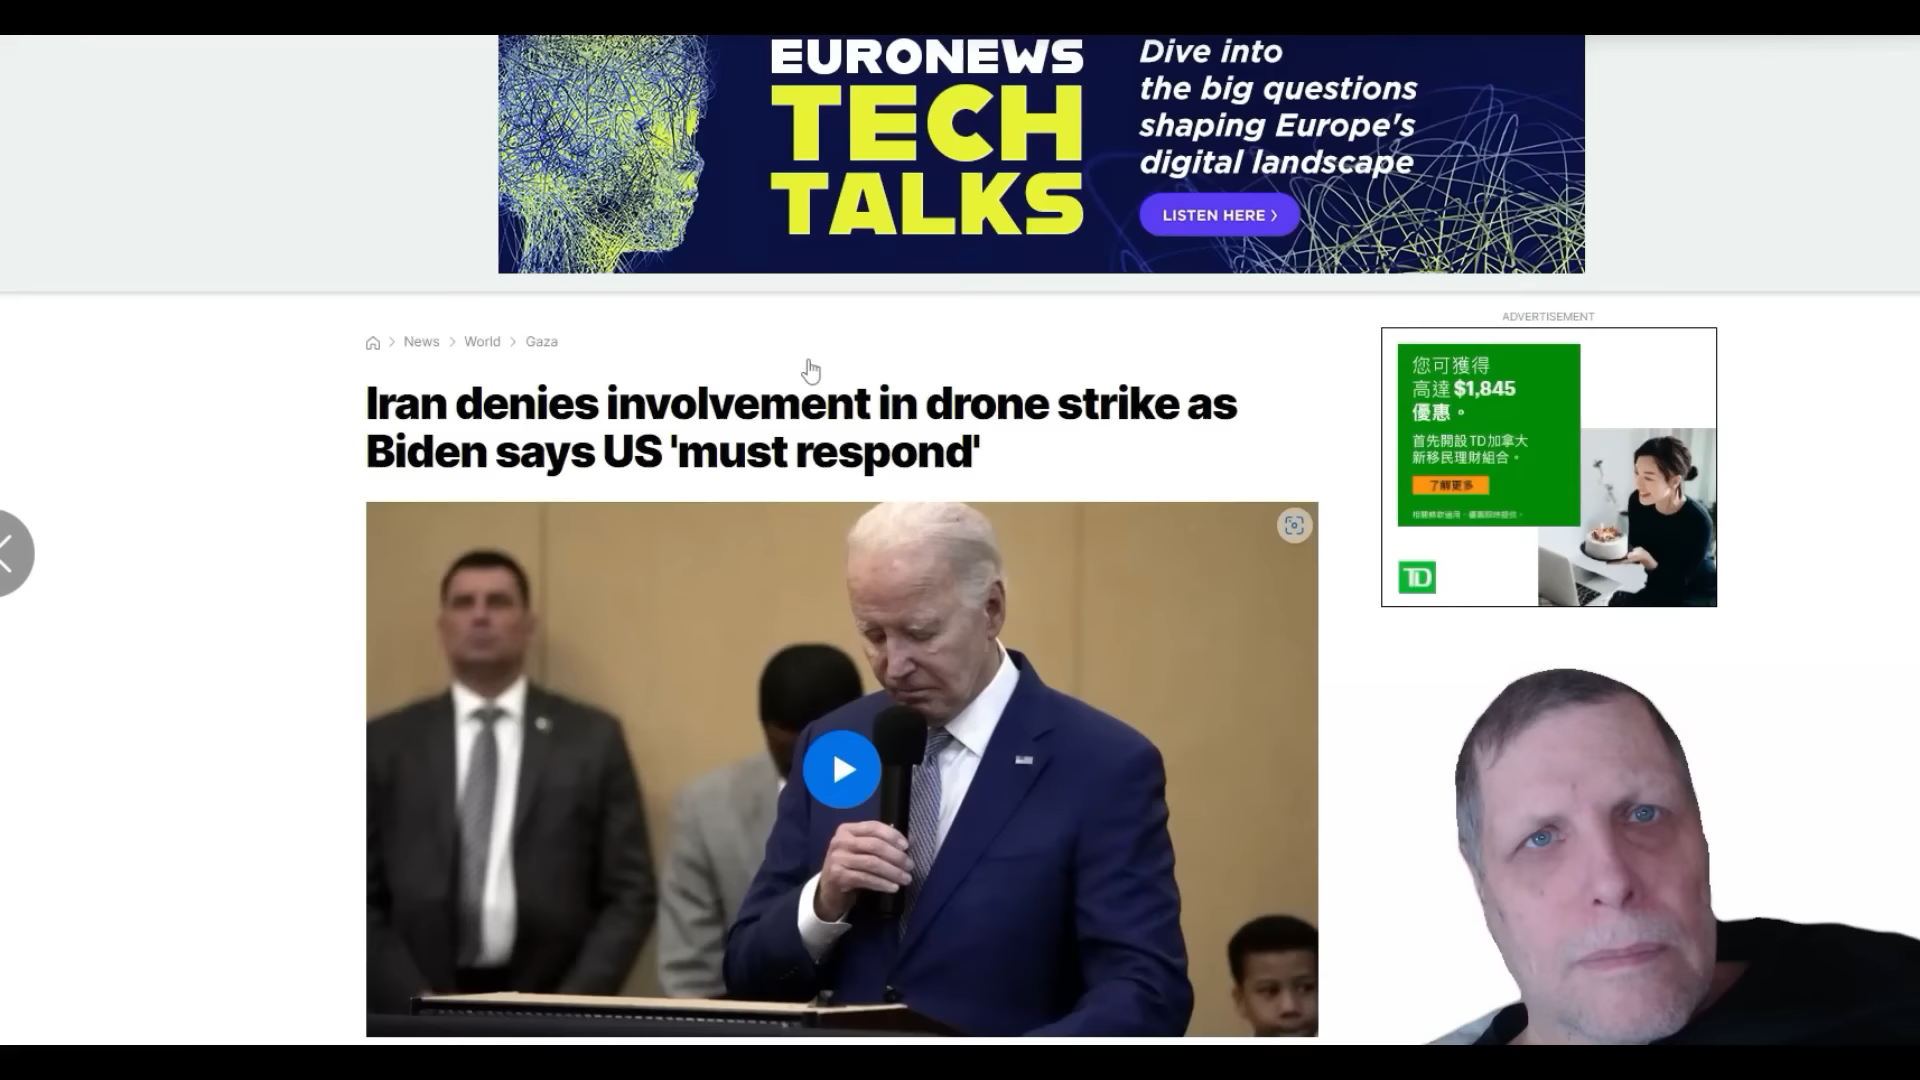 EURONEWS
TECH
TALKS
Dive into
the big questions
shaping Europe's
digital landscape
LISTEN HERE >
News > World > Gaza
Iran denies involvement in drone strike as
Biden says US 'must respond'
ADVERTISEMENT
您可獲得
高達 $1,845
優惠。
首先開設TD加拿大
新移民理財組合。
了解更多
TD